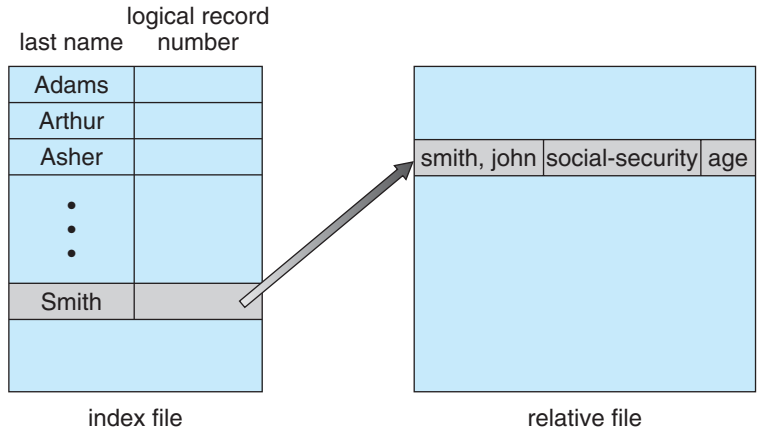 logical record
last name number
Adams
Arthur
Asher
smith, john social-security age
Smith
index file relative file